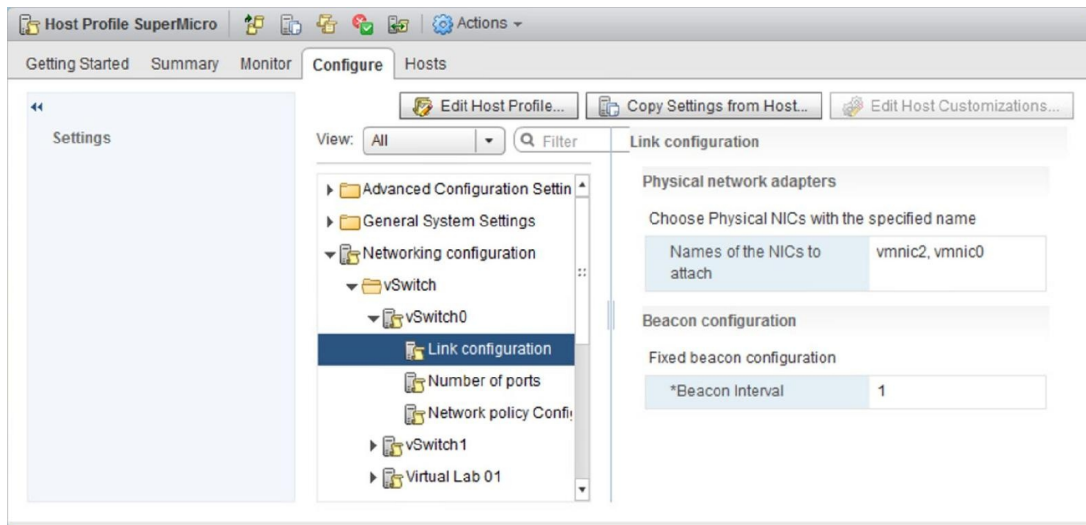 Host Profile SuperMicro Actions
Getting Started Summary Monitor Configure Hosts
Edit Host Profile... Copy Settings from Host... Edit Host Customizations...
Settings
View: All Filter
Advanced Configuration Settin
General System Settings
Networking configuration
vSwitch
vSwitch0
Link configuration
Number of ports
Network policy Config
vSwitch1
Virtual Lab 01
Link configuration
Physical network adapters
Choose Physical NICs with the specified name
Names of the NICs to attach vmnic2, vmnic0
Beacon configuration
Fixed beacon configuration
*Beacon Interval 1